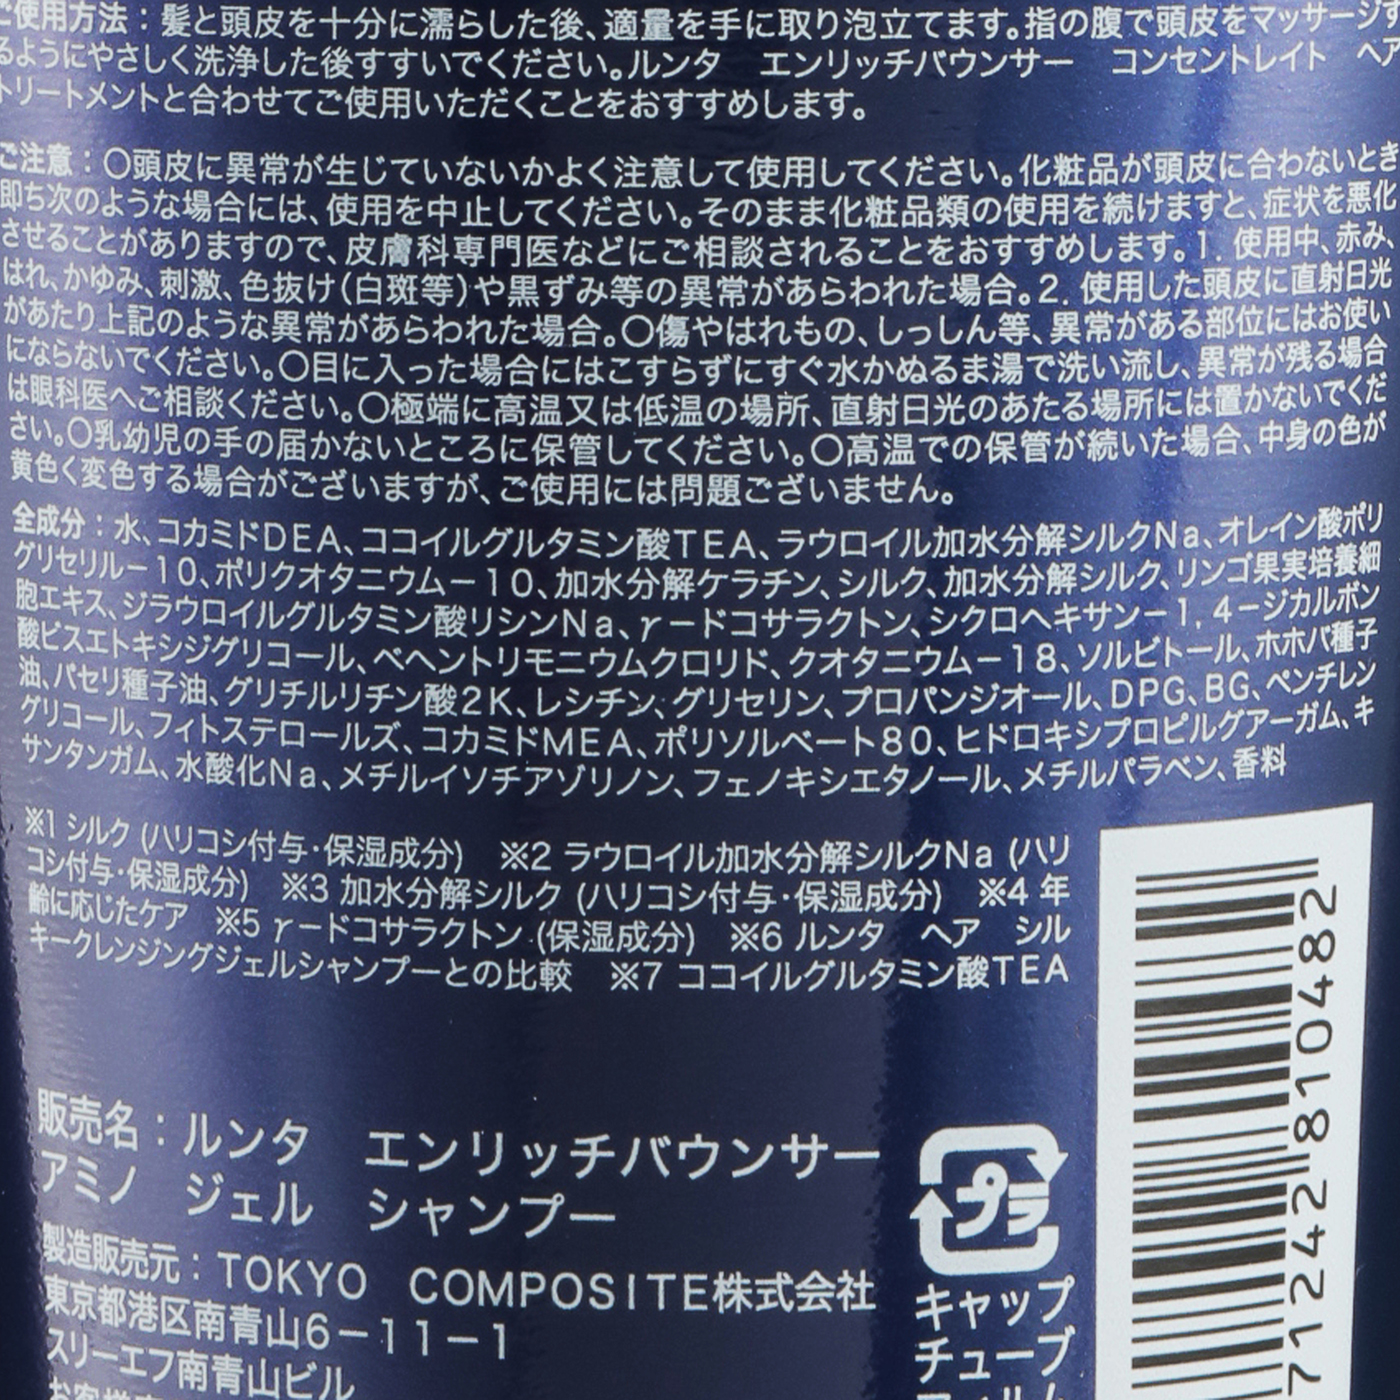 ご使用方法：髪と頭皮を十分に濡らした後、適量を手に取り泡立てます。指の腹で頭皮をマッサージす
るようにやさしく洗浄した後すすいでください。ルンタ　エンリッチバウンサー　コンセントレイト　ヘア
トリートメントと合わせてご使用いただくことをおすすめします。
ご注意：〇頭皮に異常が生じていないかよく注意して使用してください。化粧品が頭皮に合わないとき
即ち次のような場合には、使用を中止してください。そのまま化粧品類の使用を続けますと、症状を悪化
させることがありますので、皮膚科専門医などにご相談されることをおすすめします。1. 使用中、赤み、
はれ、かゆみ、刺激、色抜け(白斑等)や黒ずみ等の異常があらわれた場合。2. 使用した頭皮に直射日光
があたり上記のような異常があらわれた場合。〇傷やはれもの、しっしん等、異常がある部位にはお使い
にならないでください。〇目に入った場合にはこすらずにすぐ水かぬるま湯で洗い流し、異常が残る場合
は眼科医へご相談ください。〇極端に高温又は低温の場所、直射日光のあたる場所には置かないでくだ
さい。〇乳幼児の手の届かないところに保管してください。〇高温での保管が続いた場合、中身の色が
黄色く変色する場合がございますが、ご使用には問題ございません。
全成分：水、コカミドDEA、ココイルグルタミン酸TEA、ラウロイル加水分解シルクNa、オレイン酸ポリ
グリセリルー10、ポリクオタニウムー10、加水分解ケラチン、シルク、加水分解シルク、リンゴ果実培養細
胞エキス、ジラウロイルグルタミン酸リシンNa、γードコサラクトン、シクロヘキサンー1, 4ージカルボン
酸ビスエトキシジグリコール、ベヘントリモニウムクロリド、クオタニウムー18、ソルビトール、ホホバ種子
油、パセリ種子油、グリチルリチン酸2K、レシチン、グリセリン、プロパンジオール、DPG、BG、ペンチレン
グリコール、フィトステロールズ、コカミドMEA、ポリソルベート80、ヒドロキシプロピルグアーガム、キ
サンタンガム、水酸化Na、メチルイソチアゾリノン、フェノキシエタノール、メチルパラベン、香料
※1 シルク (ハリコシ付与・保湿成分)　※2 ラウロイル加水分解シルクNa (ハリ
コシ付与・保湿成分)　※3 加水分解シルク (ハリコシ付与・保湿成分)　※4 年
齢に応じたケア　※5 γードコサラクトン (保湿成分)　※6 ルンタ　ヘア　シル
キークレンジングジェルシャンプーとの比較　※7 ココイルグルタミン酸TEA
販売名：ルンタ　エンリッチバウンサー
アミノ　ジェル　シャンプー
製造販売元：TOKYO　COMPOSITE株式会社
東京都港区南青山6－11－1
スリーエフ南青山ビル
プラ
キャップ
チューブ
712428 10482